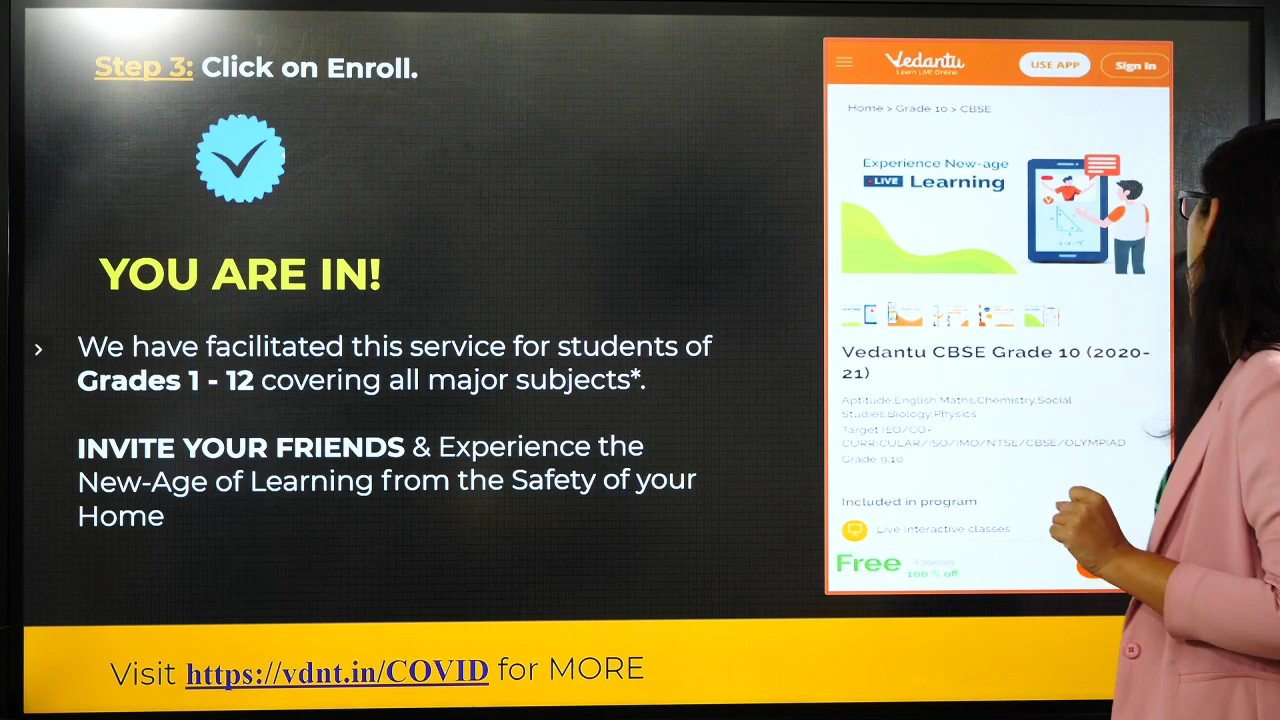 Step 3: Click on Enroll.
YOU ARE IN!
We have facilitated this service for students of
Grades 1 - 12 covering all major subjects*.
INVITE YOUR FRIENDS & Experience the
New-Age of Learning from the Safety of your
Home
Visit https://vdnt.in/COVID for MORE
Vedantu
Learn LIVE Online
USE APP
Sign In
Home > Grade 10 > CBSE
Experience New-age
LIVE Learning
Vedantu CBSE Grade 10 (2020-
21)
Aptitude,English,Maths,Chemistry,Social
Studies,Biology,Physics
Target IEO/CO-
CURRICULAR/ISO/IMO/NTSE/CBSE/OLYMPIAD
Grade 9,10
Included in program
Live interactive classes
Free
100 % off